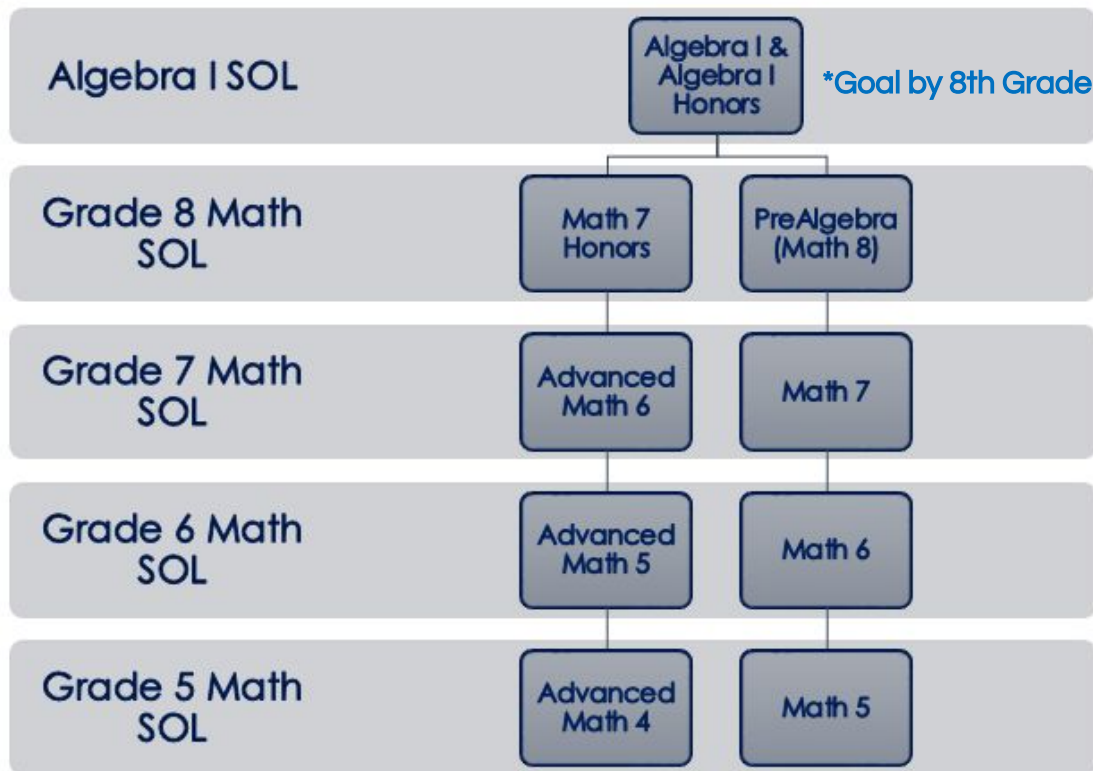 Algebra I SOL
Algebra I &
Algebra I
Honors
*Goal by 8th Grade
Grade 8 Math
SOL
Math 7
Honors
PreAlgebra
(Math 8)
Grade 7 Math
SOL
Advanced
Math 6
Math 7
Grade 6 Math
SOL
Advanced
Math 5
Math 6
Grade 5 Math
SOL
Advanced
Math 4
Math 5